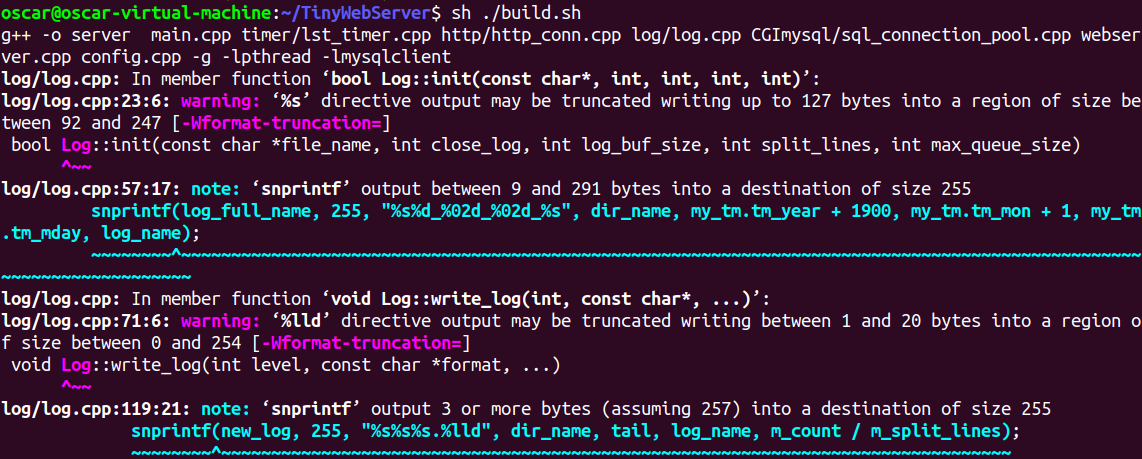 oscar@oscar-virtual-machine:~/TinyWebServer$ sh ./build.sh
g++ -o server  main.cpp timer/lst_timer.cpp http/http_conn.cpp log/log.cpp CGImysql/sql_connection_pool.cpp webser
ver.cpp config.cpp -g -lpthread -lmysqlclient
log/log.cpp: In member function ‘bool Log::init(const char*, int, int, int, int)’:
log/log.cpp:23:6: warning: ‘%s’ directive output may be truncated writing up to 127 bytes into a region of size be
tween 92 and 247 [-Wformat-truncation=]
 bool Log::init(const char *file_name, int close_log, int log_buf_size, int split_lines, int max_queue_size)
      ^~~
log/log.cpp:57:17: note: ‘snprintf’ output between 9 and 291 bytes into a destination of size 255
         snprintf(log_full_name, 255, "%s%d_%02d_%02d_%s", dir_name, my_tm.tm_year + 1900, my_tm.tm_mon + 1, my_tm
.tm_mday, log_name);
         ~~~~~~~~^~~~~~~~~~~~~~~~~~~~~~~~~~~~~~~~~~~~~~~~~~~~~~~~~~~~~~~~~~~~~~~~~~~~~~~~~~~~~~~~~~~~~~~~~~~~~~~~~
~~~~~~~~~~~~~~~~~~~
log/log.cpp: In member function ‘void Log::write_log(int, const char*, ...)’:
log/log.cpp:71:6: warning: ‘%lld’ directive output may be truncated writing between 1 and 20 bytes into a region o
f size between 0 and 254 [-Wformat-truncation=]
 void Log::write_log(int level, const char *format, ...)
      ^~~
log/log.cpp:119:21: note: ‘snprintf’ output 3 or more bytes (assuming 257) into a destination of size 255
             snprintf(new_log, 255, "%s%s%s.%lld", dir_name, tail, log_name, m_count / m_split_lines);
             ~~~~~~~~^~~~~~~~~~~~~~~~~~~~~~~~~~~~~~~~~~~~~~~~~~~~~~~~~~~~~~~~~~~~~~~~~~~~~~~~